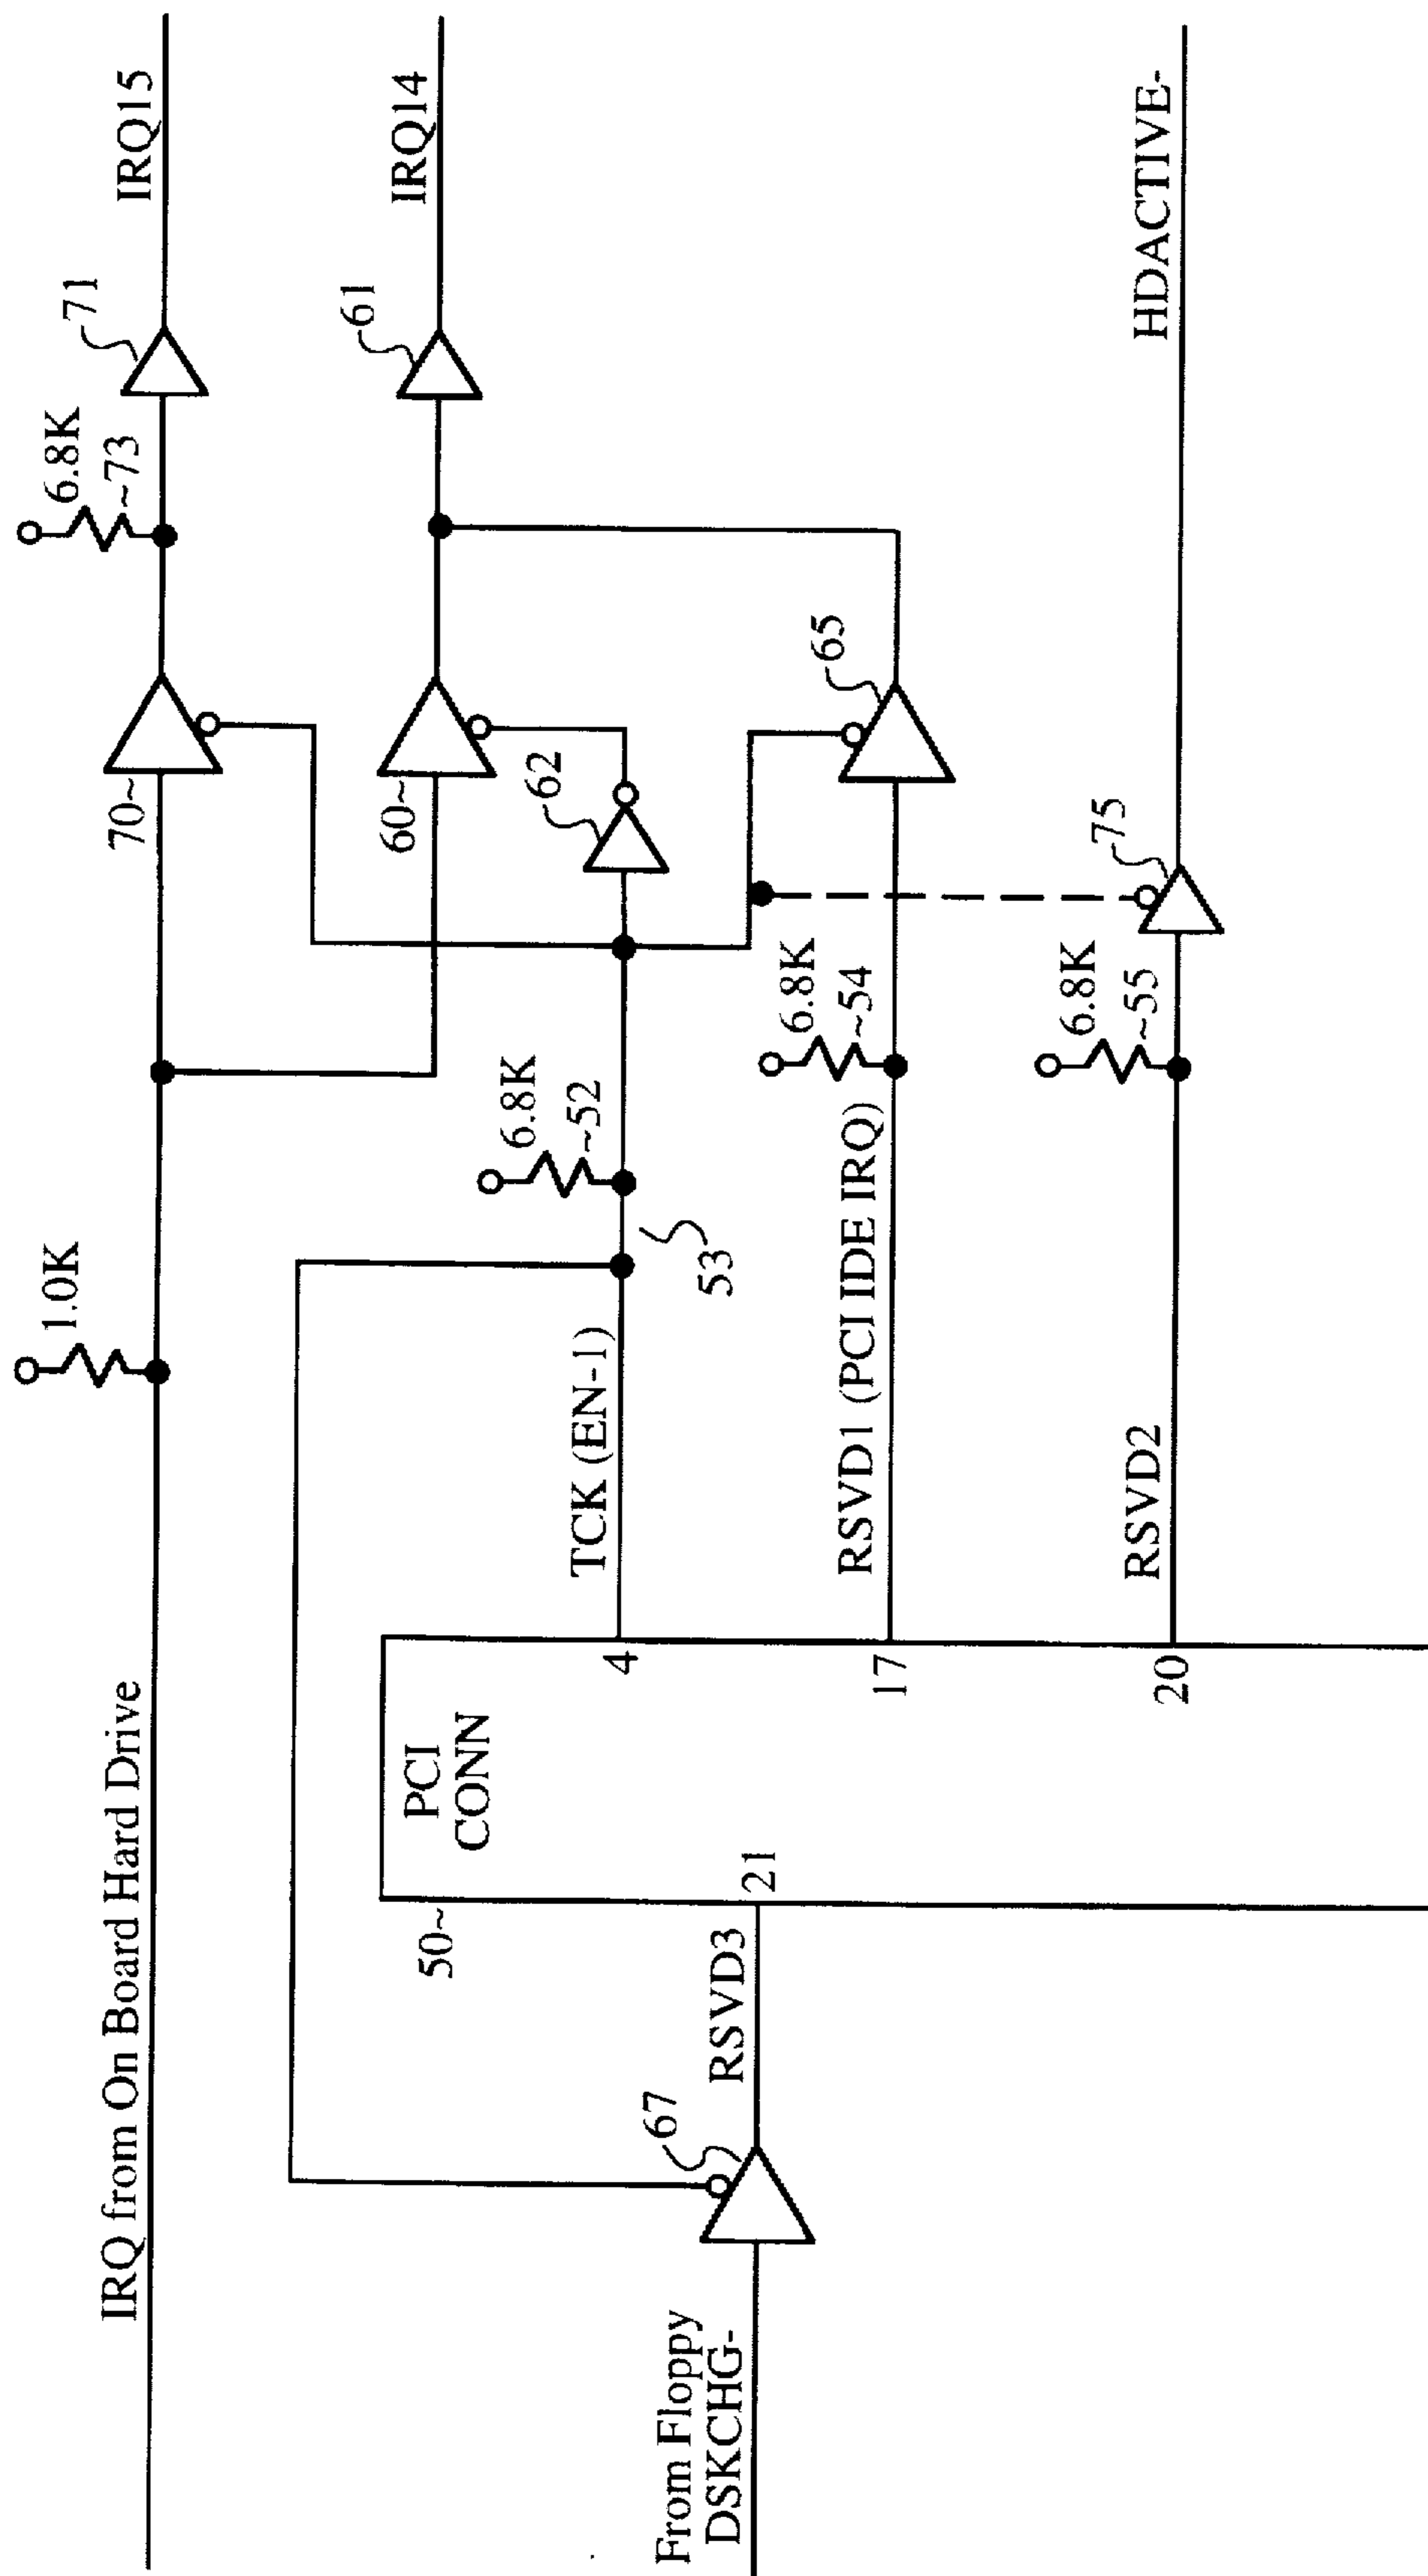 IRQ from On Board Hard Drive
1.0K
70~
6.8K
~73
71
IRQ15
60~
61
IRQ14
62
6.8K
~52
53
TCK (EN-1)
4
PCI
CONN
50~
6.8K
~54
65
RSVD1 (PCI IDE IRQ)
17
6.8K
~55
75
HDACTIVE-
RSVD2
20
21
RSVD3
67
From Floppy
DSKCHG-